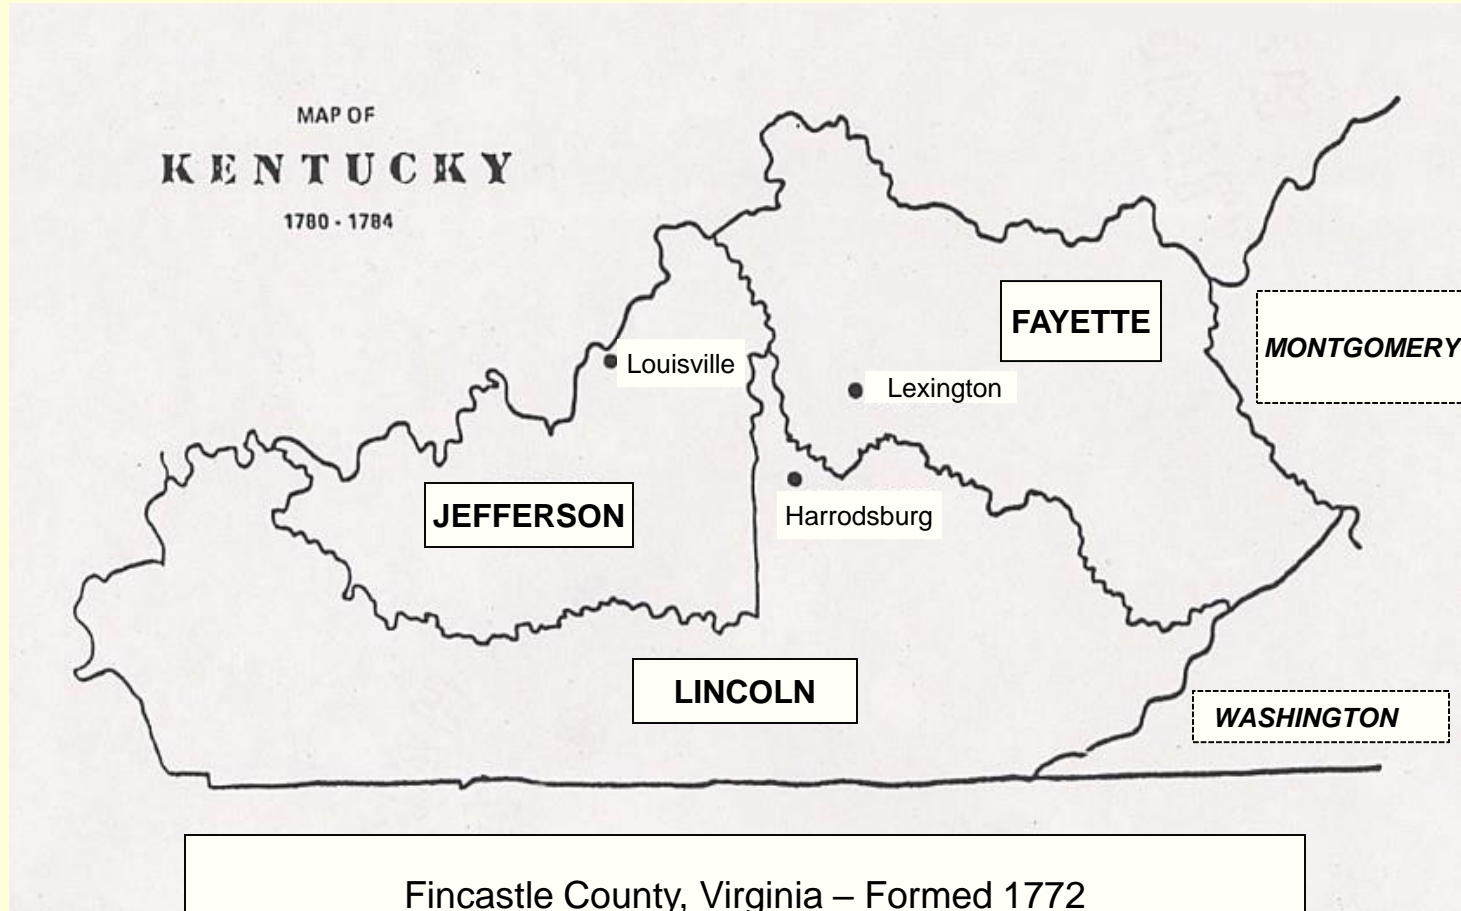 MAP OF
KENTUCKY
1780 - 1784
FAYETTE
MONTGOMERY
Louisville
Lexington
JEFFERSON
Harrodsburg
LINCOLN
WASHINGTON
Fincastle County, Virginia – Formed 1772